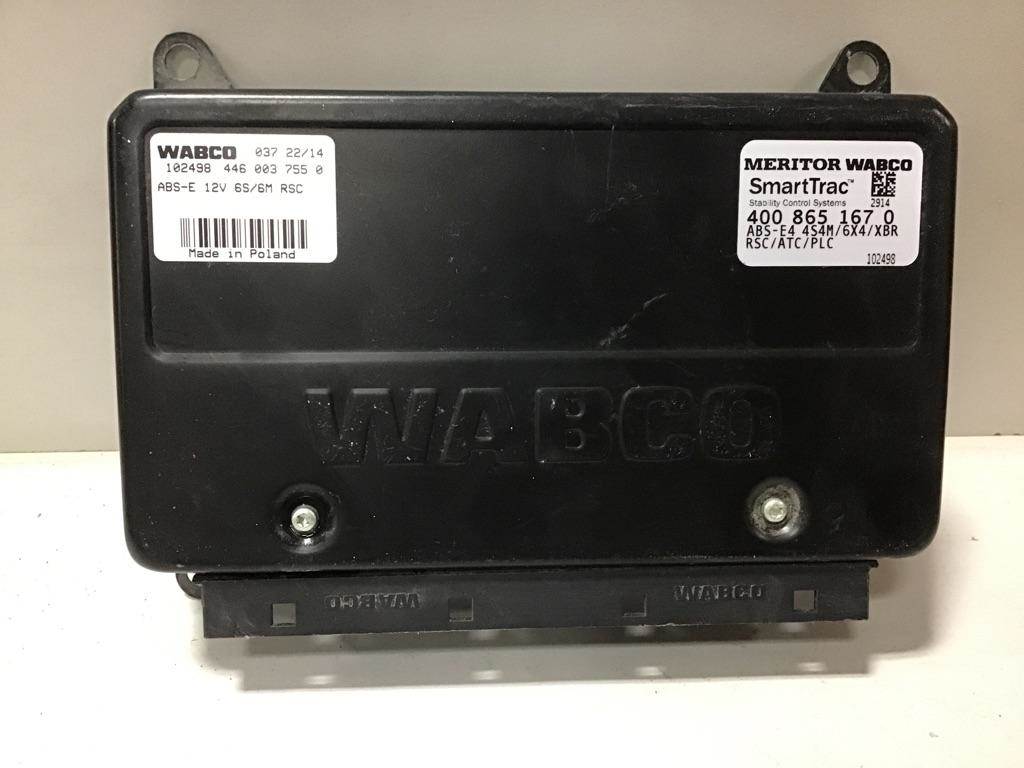 WABCO 037 22/14
102498 446 003 755 0
ABS-E 12V 6S/6M RSC
Made in Poland
MERITOR WABCO
SmartTrac™
Stability Control Systems 2914
400 865 167 0
ABS-E4 4S4M/6X4/XBR
RSC/ATC/PLC
102498
WABCO
WABCO WABCO